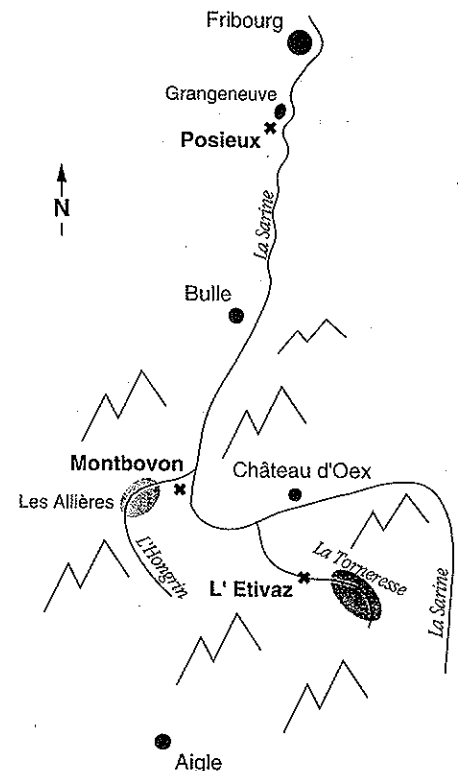 Fribourg
Grangeneuve
Posieux
N
La Sarine
Bulle
Montbovon
Château d'Oex
Les Allières
L'Hongrin
La Torneresse
L' Etivaz
La Sarine
Aigle